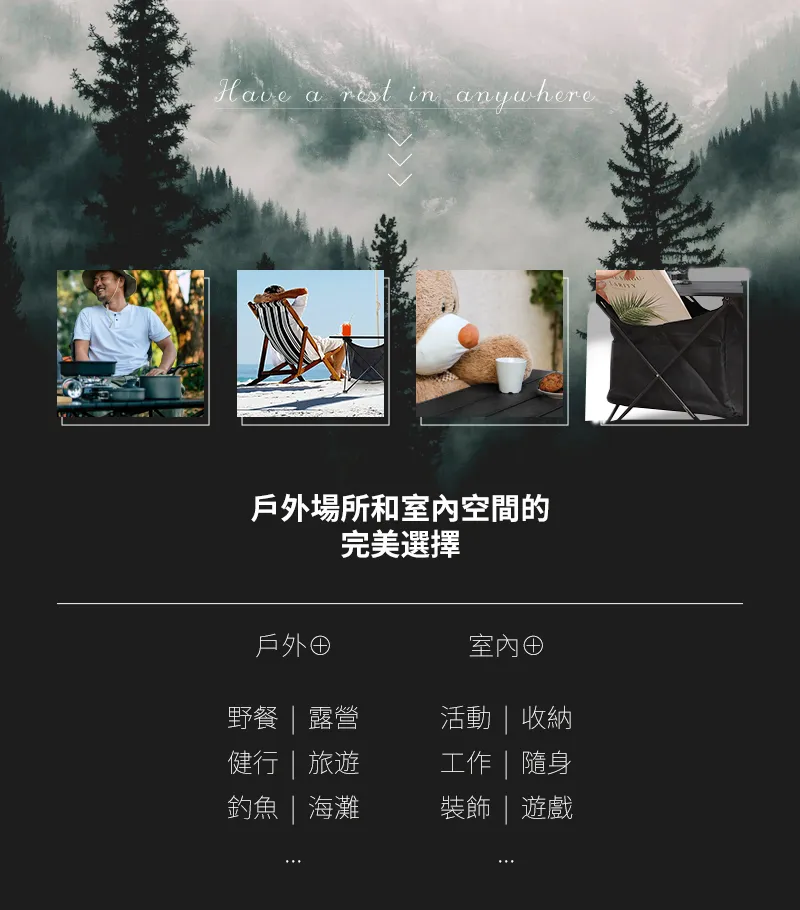 Have a rest in anywhere
戶外場所和室內空間的
完美選擇
戶外⊕
室內⊕
野餐｜露營
活動｜收納
健行｜旅遊
工作｜隨身
釣魚｜海灘
裝飾｜遊戲
...
...